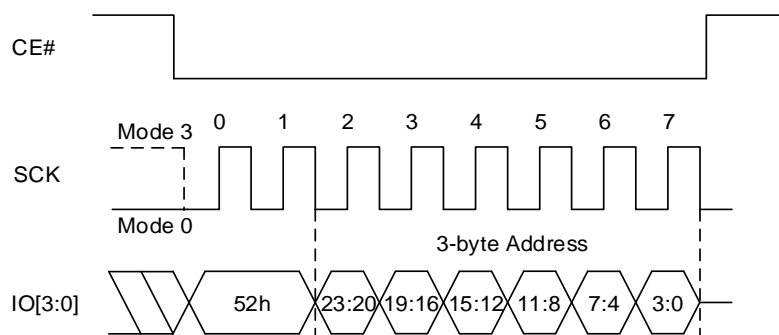 CE#
0 1 2 3 4 5 6 7
Mode 3
SCK
Mode 0
3-byte Address
IO[3:0] 52h 23:20 19:16 15:12 11:8 7:4 3:0